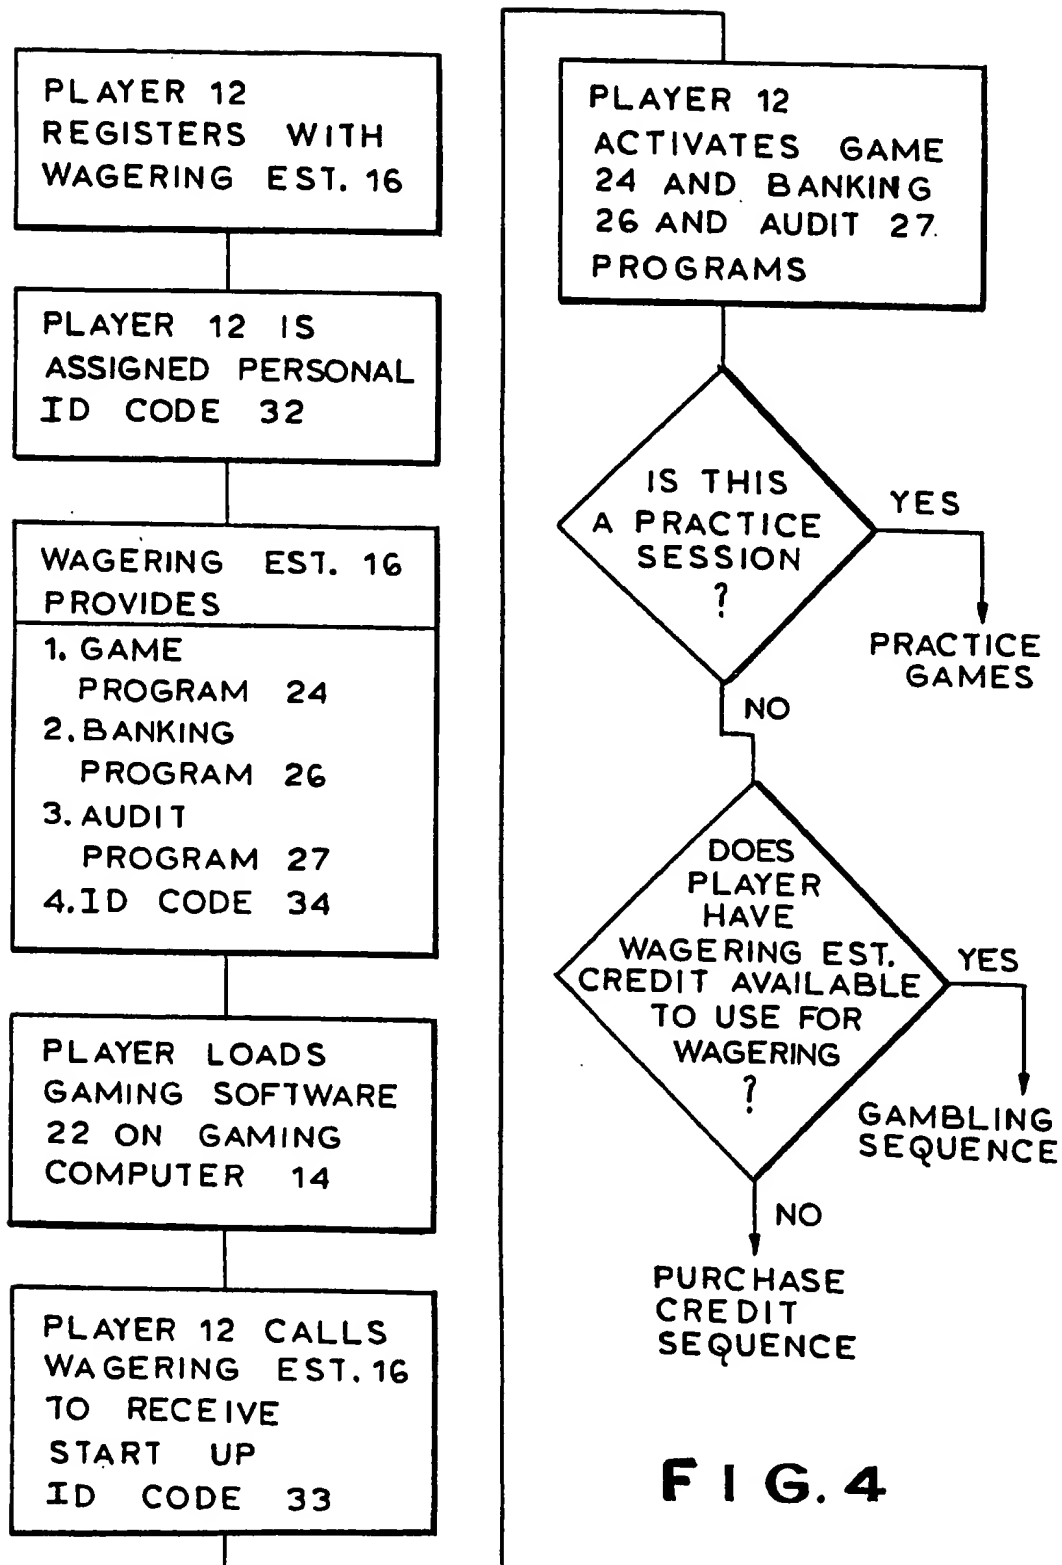 PLAYER 12
REGISTERS WITH
WAGERING EST. 16
PLAYER 12 IS
ASSIGNED PERSONAL
ID CODE 32
WAGERING EST. 16
PROVIDES
1. GAME
PROGRAM 24
2. BANKING
PROGRAM 26
3. AUDIT
PROGRAM 27
4. ID CODE 34
PLAYER LOADS
GAMING SOFTWARE
22 ON GAMING
COMPUTER 14
PLAYER 12 CALLS
WAGERING EST. 16
TO RECEIVE
START UP
ID CODE 33
PLAYER 12
ACTIVATES GAME
24 AND BANKING
26 AND AUDIT 27
PROGRAMS
IS THIS
A PRACTICE
SESSION
?
YES
PRACTICE
GAMES
NO
DOES
PLAYER
HAVE
WAGERING EST.
CREDIT AVAILABLE
TO USE FOR
WAGERING
?
YES
GAMBLING
SEQUENCE
NO
PURCHASE
CREDIT
SEQUENCE
FIG. 4